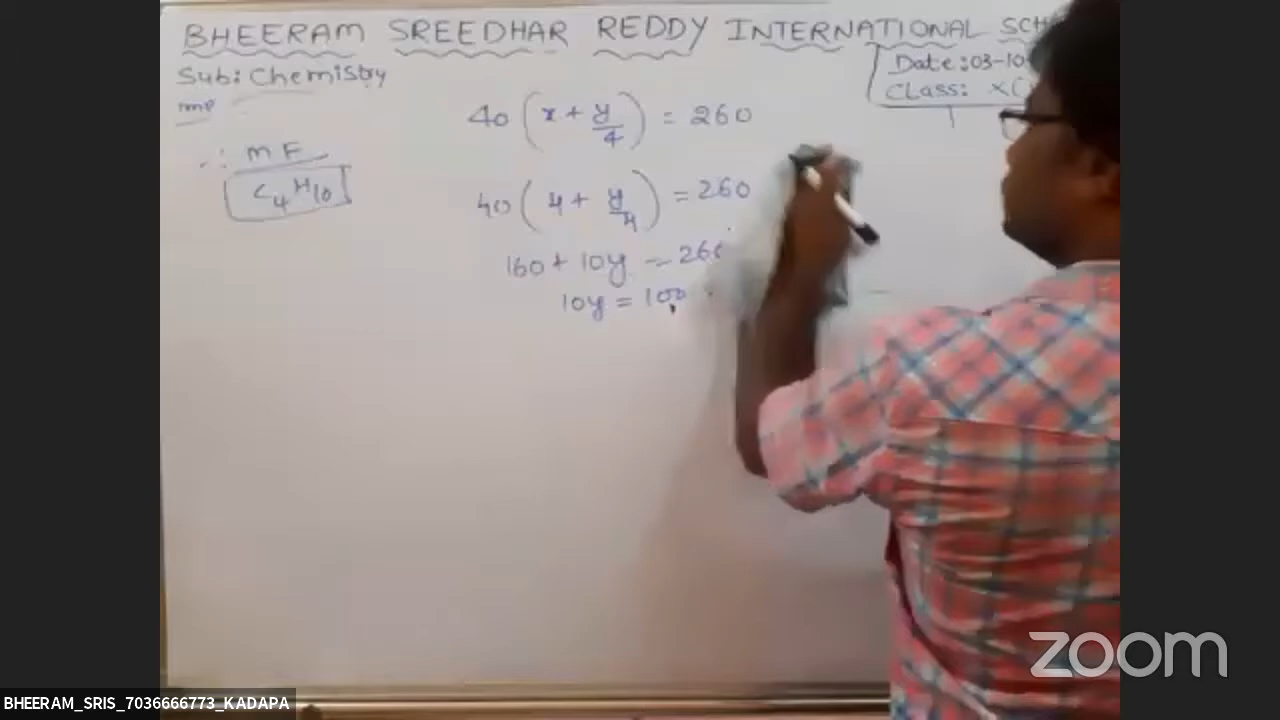 BHEERAM SREEDHAR REDDY INTERNATIONAL SCH
Sub: Chemistry
Date: 03-10
Class: X(
40 (x + y/4) = 260
∴ MF
C4H10
40 (4 + y/4) = 260
160 + 10y = 260
10y = 100
zoom
BHEERAM_SRIS_7036666773_KADAPA